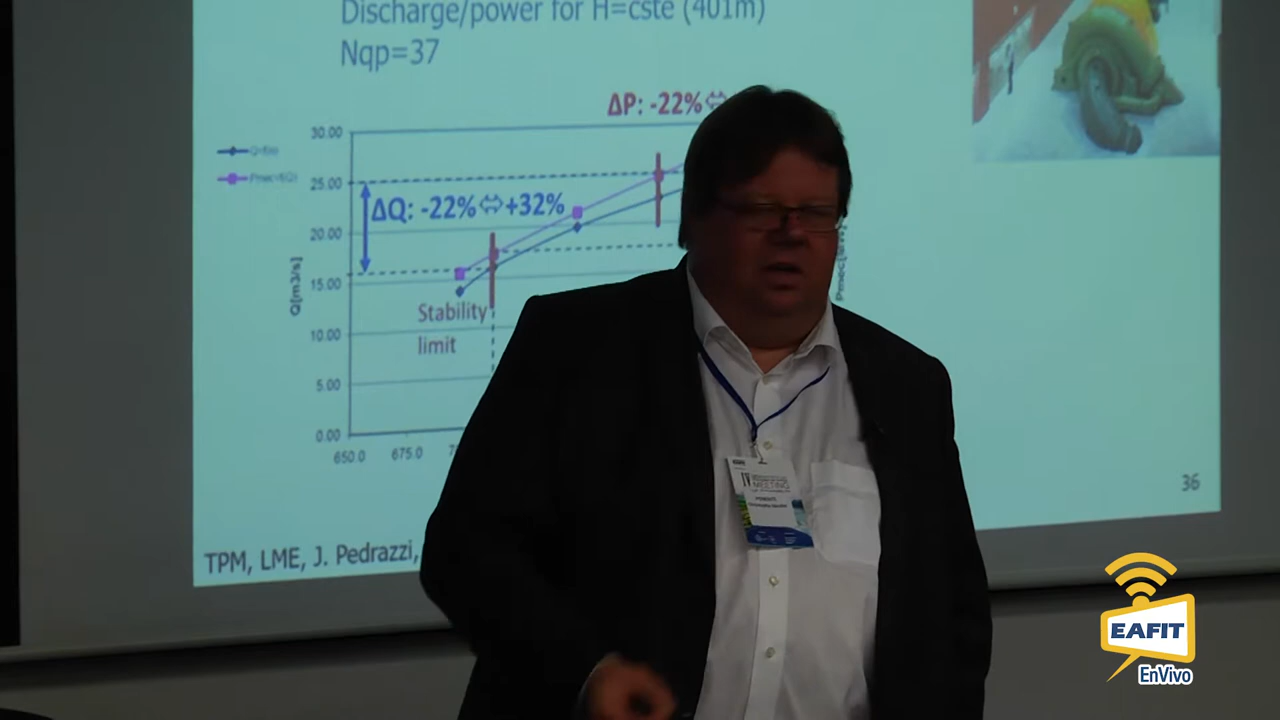 Discharge/power for H=cste (401m)
Nqp=37
ΔP: -22%⇔
30.00
25.00
ΔQ: -22%⇔+32%
20.00
Q[m3/s]
15.00
Stability
limit
10.00
5.00
0.00
650.0
675.0
36
TPM, LME, J. Pedrazzi,
IV
MEETING
EAFIT
EnVivo